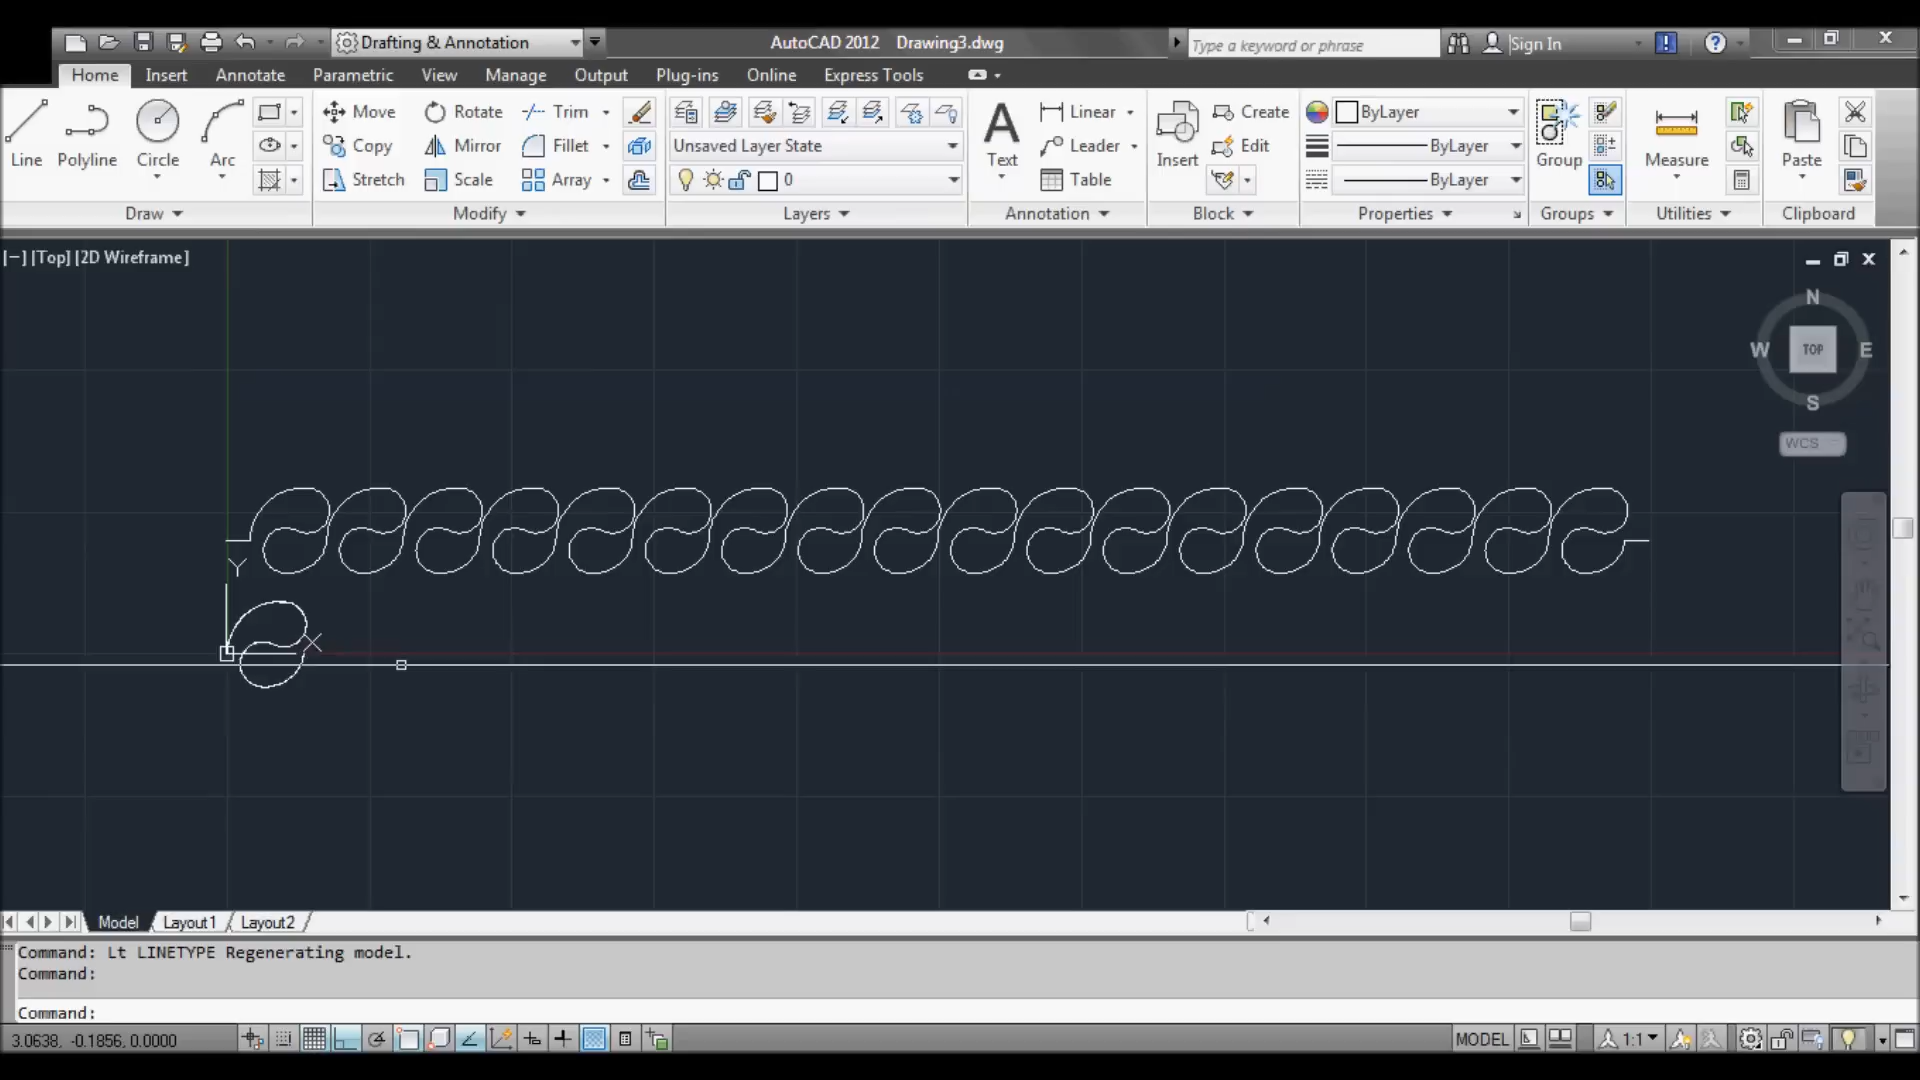 Drafting & Annotation
AutoCAD 2012 Drawing3.dwg
Type a keyword or phrase
Sign In
Home Insert Annotate Parametric View Manage Output Plug-ins Online Express Tools
Line Polyline Circle Arc
Move Rotate Trim
Copy Mirror Fillet
Stretch Scale Array
Unsaved Layer State
0
Text
Linear
Leader
Table
Insert
Create
Edit
ByLayer
ByLayer
ByLayer
Group
Measure
Paste
Draw Modify Layers Annotation Block Properties Groups Utilities Clipboard
[−] [Top] [2D Wireframe]
N
W TOP E
S
WCS
Y
X
Model Layout1 Layout2
Command: Lt LINETYPE Regenerating model.
Command:
Command:
3.0638, -0.1856, 0.0000
MODEL
1:1